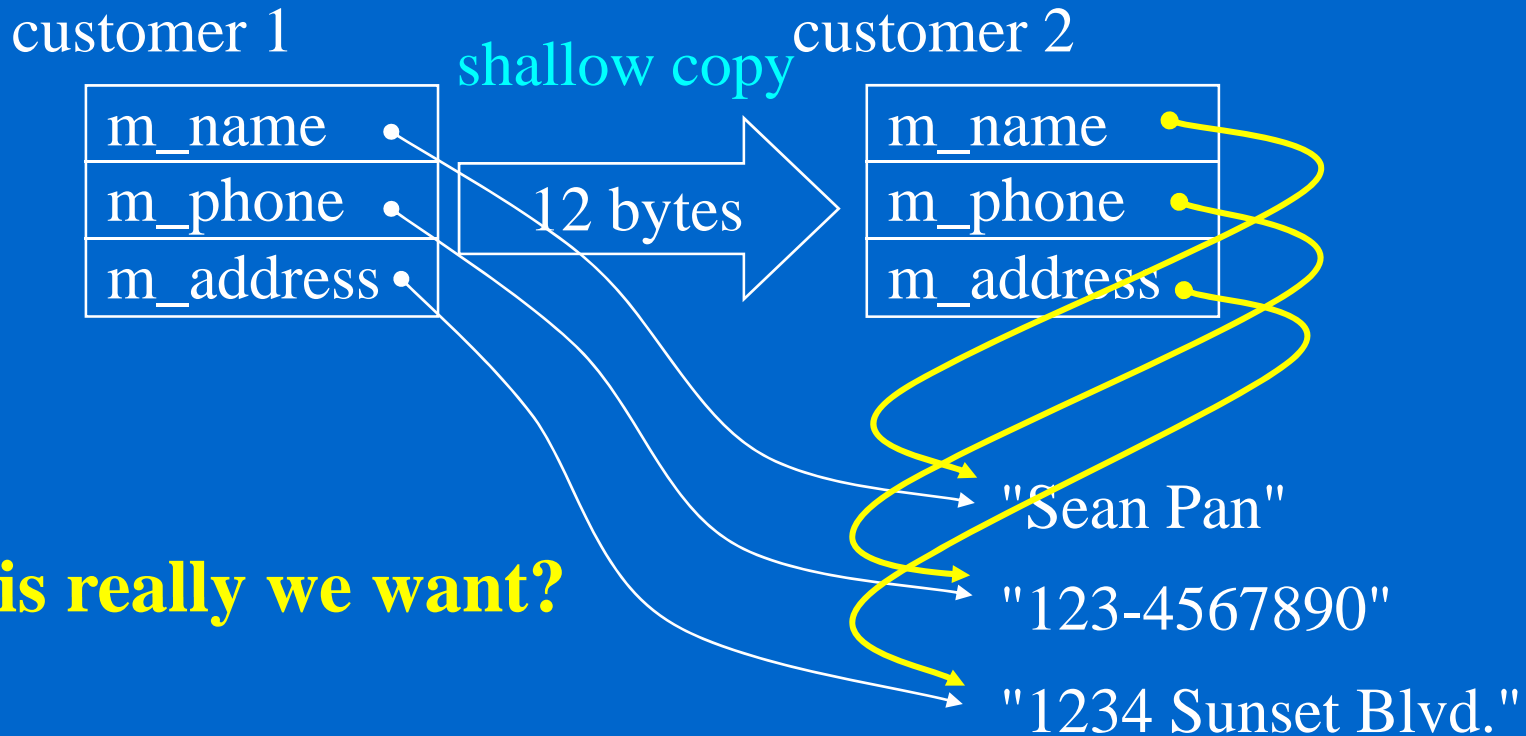 customer 1
shallow copy
customer 2
m_name
m_phone
m_address
12 bytes
m_name
m_phone
m_address
"Sean Pan"
is really we want?
"123-4567890"
"1234 Sunset Blvd."